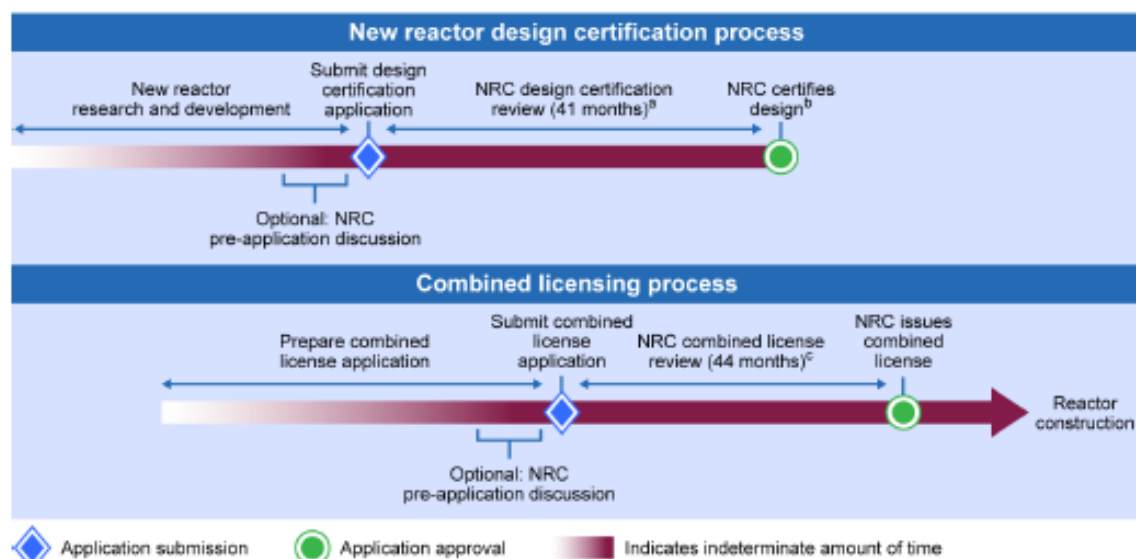 New reactor design certification process
New reactor
research and development
Submit design
certification
application
NRC design certification
review (41 months)ᵃ
NRC certifies
designᵇ
Optional: NRC
pre-application discussion
Combined licensing process
Prepare combined
license application
Submit combined
license
application
NRC combined license
review (44 months)ᶜ
NRC issues
combined
license
Reactor
construction
Optional: NRC
pre-application discussion
Application submission
Application approval
Indicates indeterminate amount of time